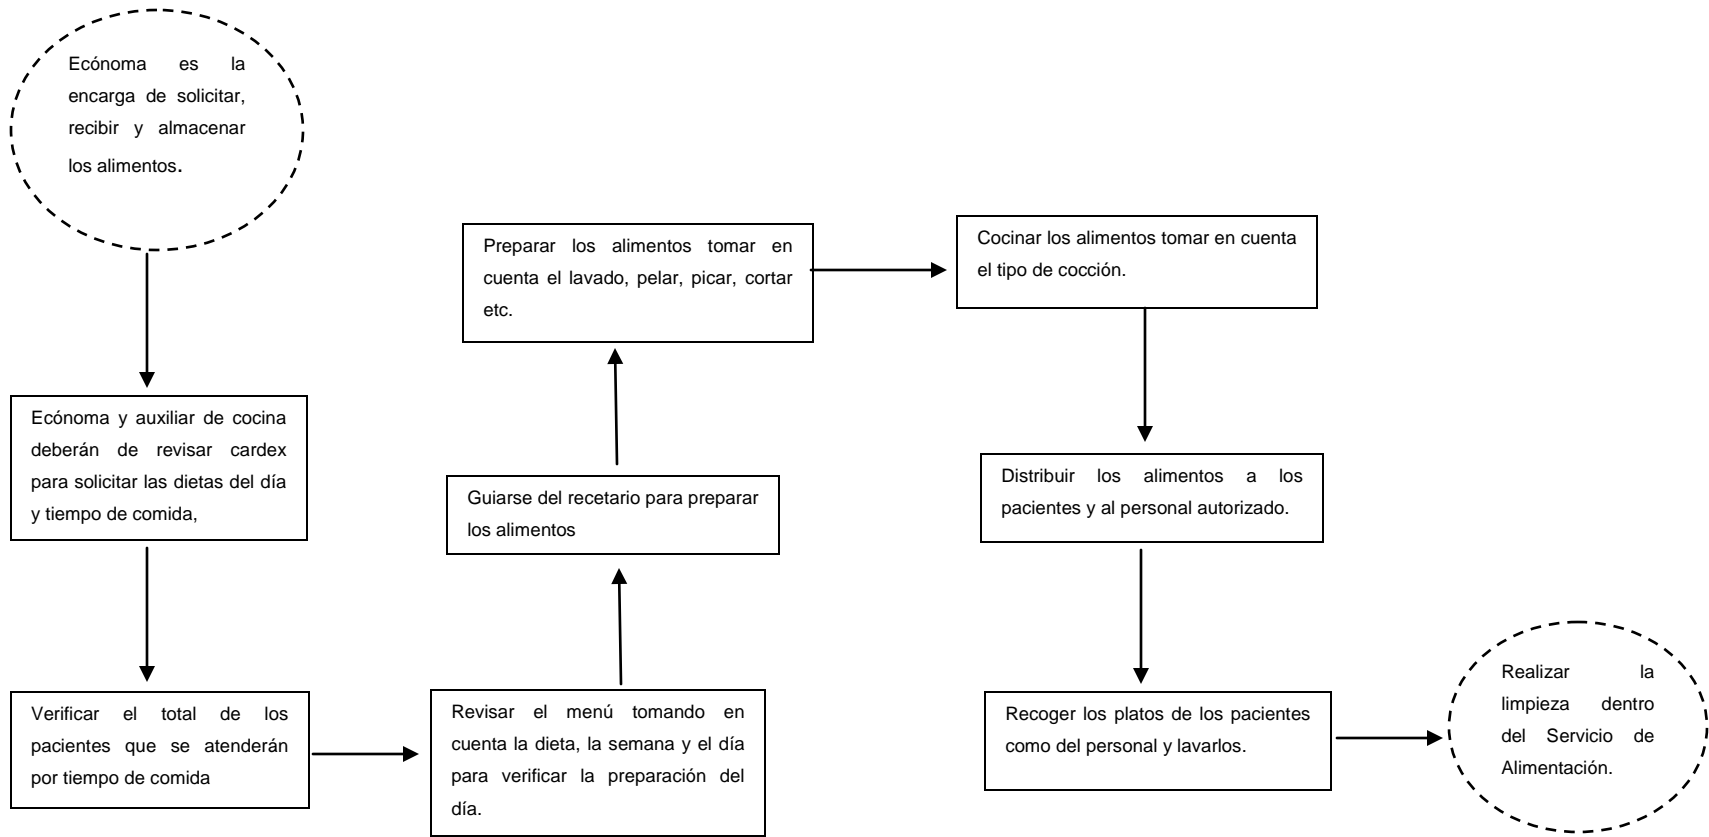 Ecónoma es la
encarga de solicitar,
recibir y almacenar
los alimentos.
Ecónoma y auxiliar de cocina
deberán de revisar cardex
para solicitar las dietas del día
y tiempo de comida,
Verificar el total de los
pacientes que se atenderán
por tiempo de comida
Revisar el menú tomando en
cuenta la dieta, la semana y el día
para verificar la preparación del
día.
Guiarse del recetario para preparar
los alimentos
Preparar los alimentos tomar en
cuenta el lavado, pelar, picar, cortar
etc.
Cocinar los alimentos tomar en cuenta
el tipo de cocción.
Distribuir los alimentos a los
pacientes y al personal autorizado.
Recoger los platos de los pacientes
como del personal y lavarlos.
Realizar la
limpieza dentro
del Servicio de
Alimentación.